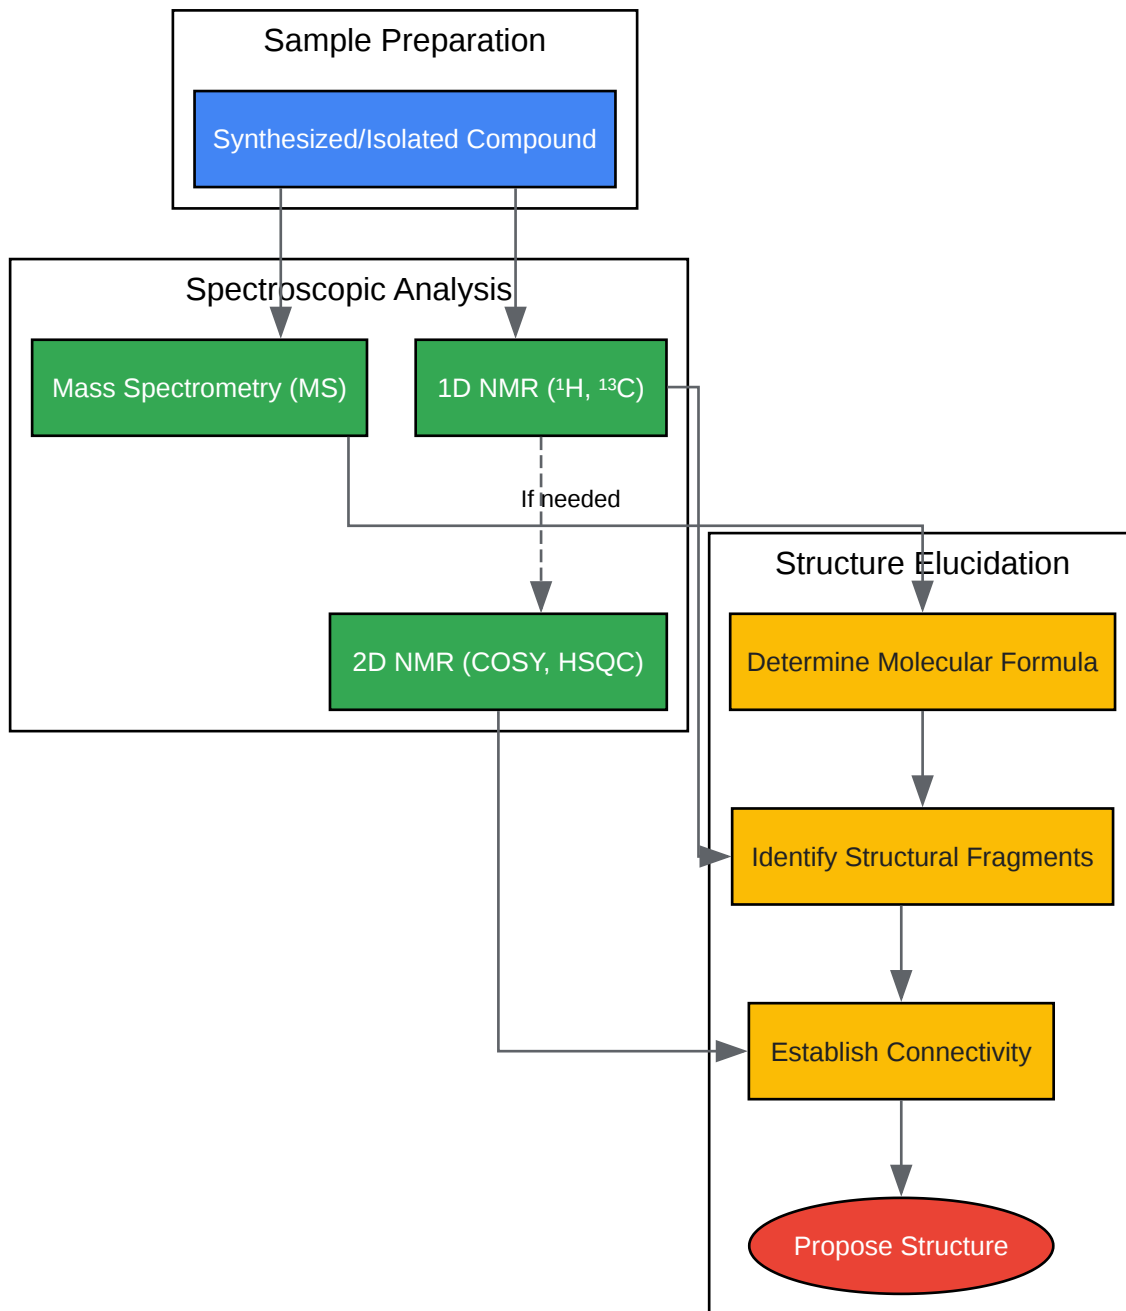 Sample Preparation
Synthesized/Isolated Compound
Spectroscopic Analysis
Mass Spectrometry (MS)
1D NMR (¹H, ¹³C)
If needed
2D NMR (COSY, HSQC)
Structure Elucidation
Determine Molecular Formula
Identify Structural Fragments
Establish Connectivity
Propose Structure